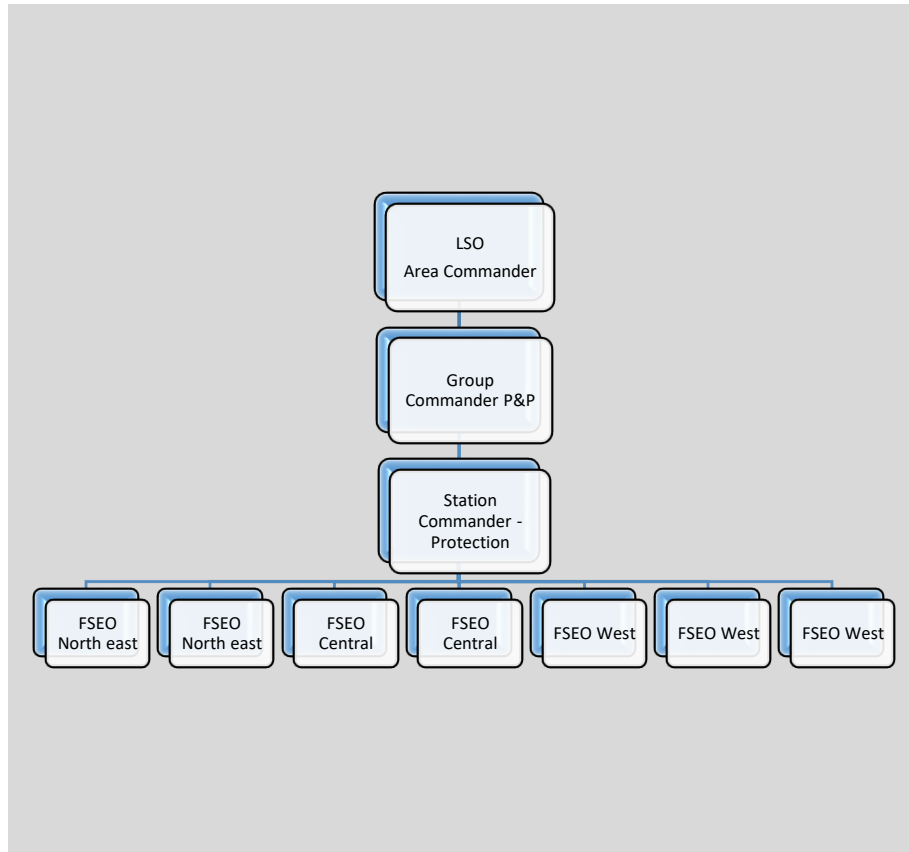 LSO
Area Commander
Group
Commander P&P
Station
Commander -
Protection
FSEO
North east
FSEO
North east
FSEO
Central
FSEO
Central
FSEO West
FSEO West
FSEO West